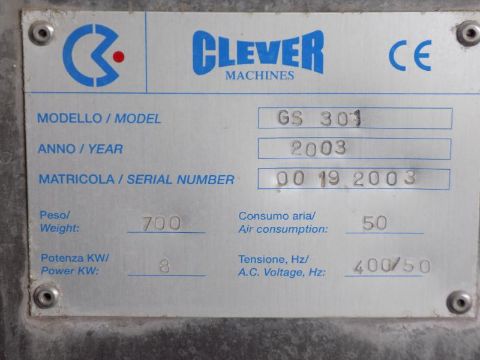 CLEVER
MACHINES
CE
MODELLO / MODEL GS 301
ANNO / YEAR 2003
MATRICOLA / SERIAL NUMBER 00 19 2003
Peso/ Consumo aria/
Weight: 700 Air consumption: 50
Potenza KW/ Tensione, Hz/
Power KW: 8 A.C. Voltage, Hz: 400/50